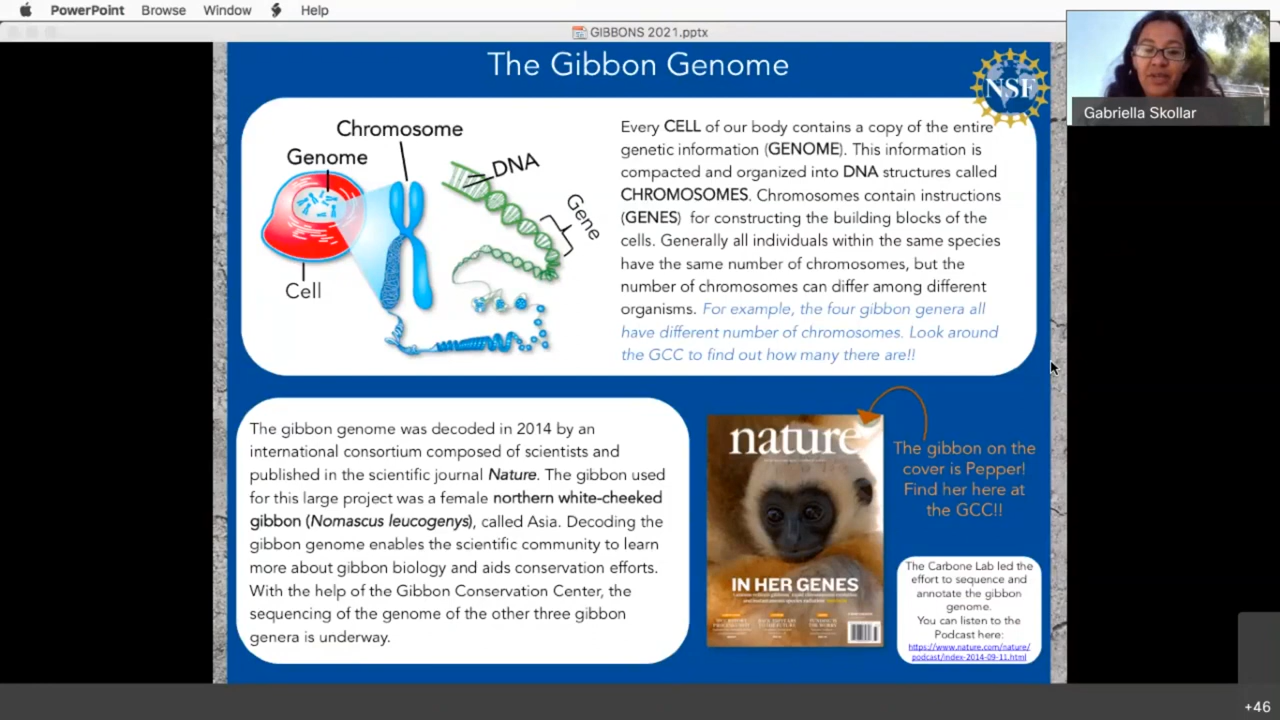 PowerPoint Browse Window Help
GIBBONS 2021.pptx
The Gibbon Genome
NSF
Gabriella Skollar
Chromosome
Genome
DNA
Gene
Cell
Every CELL of our body contains a copy of the entire
genetic information (GENOME). This information is
compacted and organized into DNA structures called
CHROMOSOMES. Chromosomes contain instructions
(GENES) for constructing the building blocks of the
cells. Generally all individuals within the same species
have the same number of chromosomes, but the
number of chromosomes can differ among different
organisms. For example, the four gibbon genera all
have different number of chromosomes. Look around
the GCC to find out how many there are!!
The gibbon genome was decoded in 2014 by an
international consortium composed of scientists and
published in the scientific journal Nature. The gibbon used
for this large project was a female northern white-cheeked
gibbon (Nomascus leucogenys), called Asia. Decoding the
gibbon genome enables the scientific community to learn
more about gibbon biology and aids conservation efforts.
With the help of the Gibbon Conservation Center, the
sequencing of the genome of the other three gibbon
genera is underway.
nature
IN HER GENES
The gibbon on the
cover is Pepper!
Find her here at
the GCC!!
The Carbone Lab led the
effort to sequence and
annotate the gibbon
genome.
You can listen to the
Podcast here:
https://www.nature.com/nature/
podcast/index-2014-09-11.html
+46